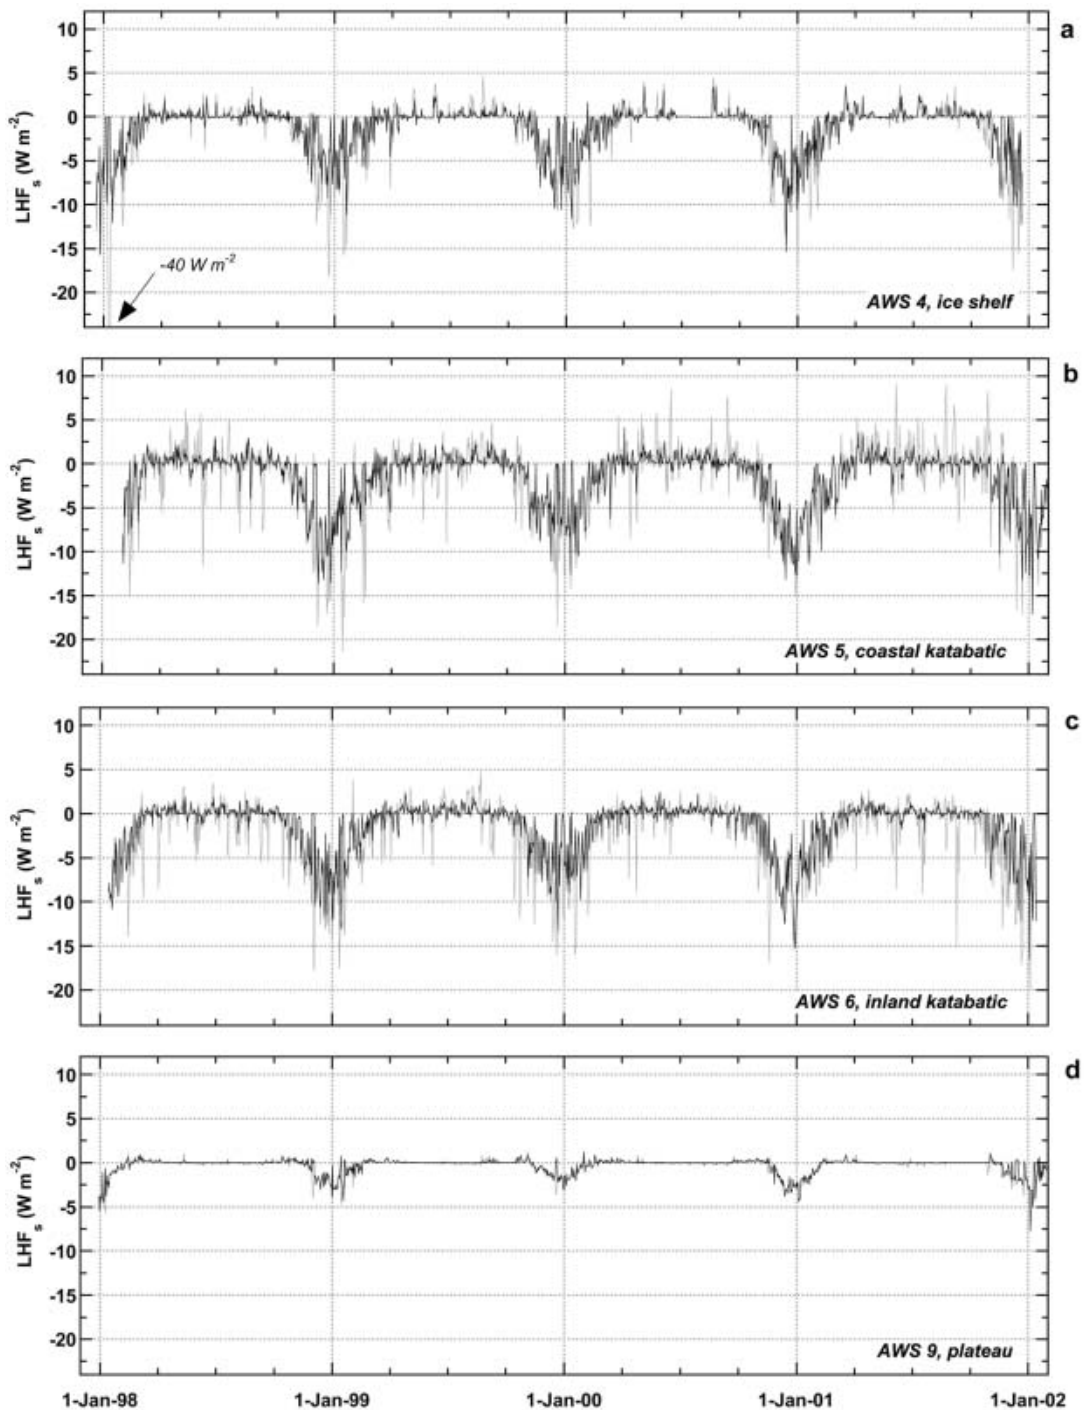 a
10
5
0
-5
-10
-15
-20
LHFs (W m-2)
-40 W m-2
AWS 4, ice shelf
b
10
5
0
-5
-10
-15
-20
LHFs (W m-2)
AWS 5, coastal katabatic
c
10
5
0
-5
-10
-15
-20
LHFs (W m-2)
AWS 6, inland katabatic
d
10
5
0
-5
-10
-15
-20
LHFs (W m-2)
AWS 9, plateau
1-Jan-98 1-Jan-99 1-Jan-00 1-Jan-01 1-Jan-02